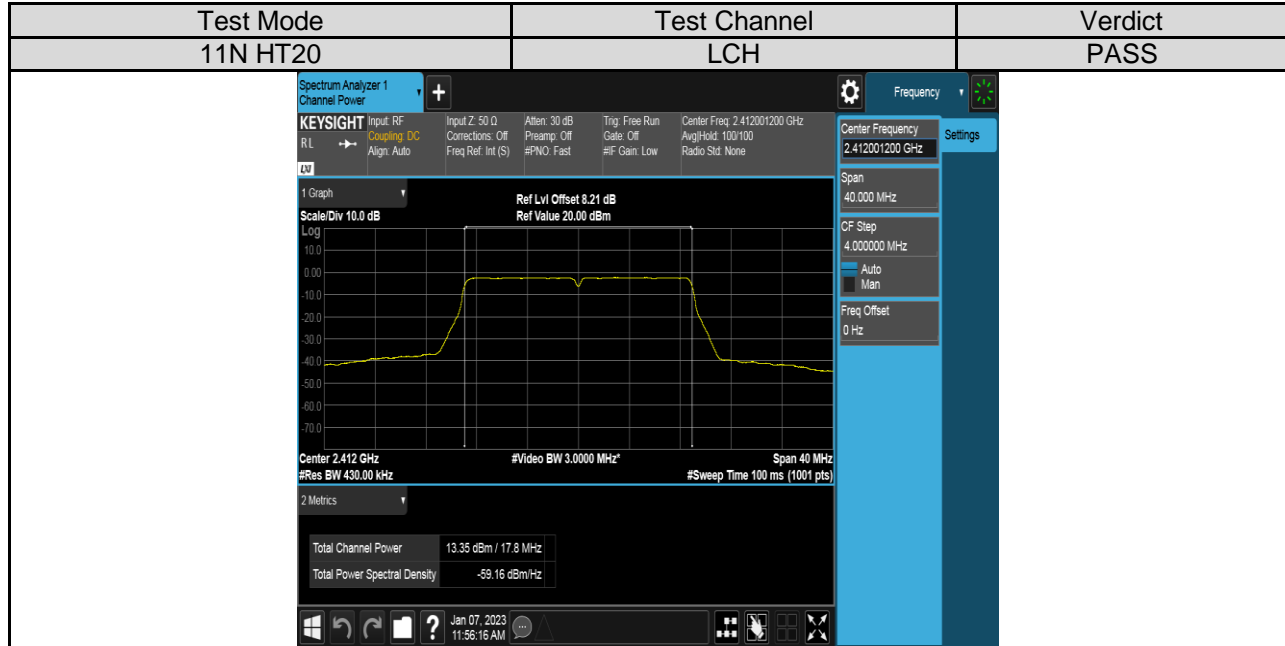 Test Mode Test Channel Verdict
11N HT20 LCH PASS
Spectrum Analyzer 1
Channel Power
+
Frequency
KEYSIGHT Input: RF Input Z: 50 Ω Atten: 30 dB Trig: Free Run Center Freq: 2.412001200 GHz
RL Coupling: DC Corrections: Off Preamp: Off Gate: Off Avg|Hold: 100/100
Align: Auto Freq Ref: Int (S) #PNO: Fast #IF Gain: Low Radio Std: None
LXI
Center Frequency
2.412001200 GHz
Settings
Span
40.000 MHz
CF Step
4.000000 MHz
Auto
Man
Freq Offset
0 Hz
1 Graph
Ref Lvl Offset 8.21 dB
Scale/Div 10.0 dB Ref Value 20.00 dBm
Log
10.0
0.00
-10.0
-20.0
-30.0
-40.0
-50.0
-60.0
-70.0
Center 2.412 GHz #Video BW 3.0000 MHz* Span 40 MHz
#Res BW 430.00 kHz #Sweep Time 100 ms (1001 pts)
2 Metrics
Total Channel Power 13.35 dBm / 17.8 MHz
Total Power Spectral Density -59.16 dBm/Hz
?
Jan 07, 2023
11:56:16 AM